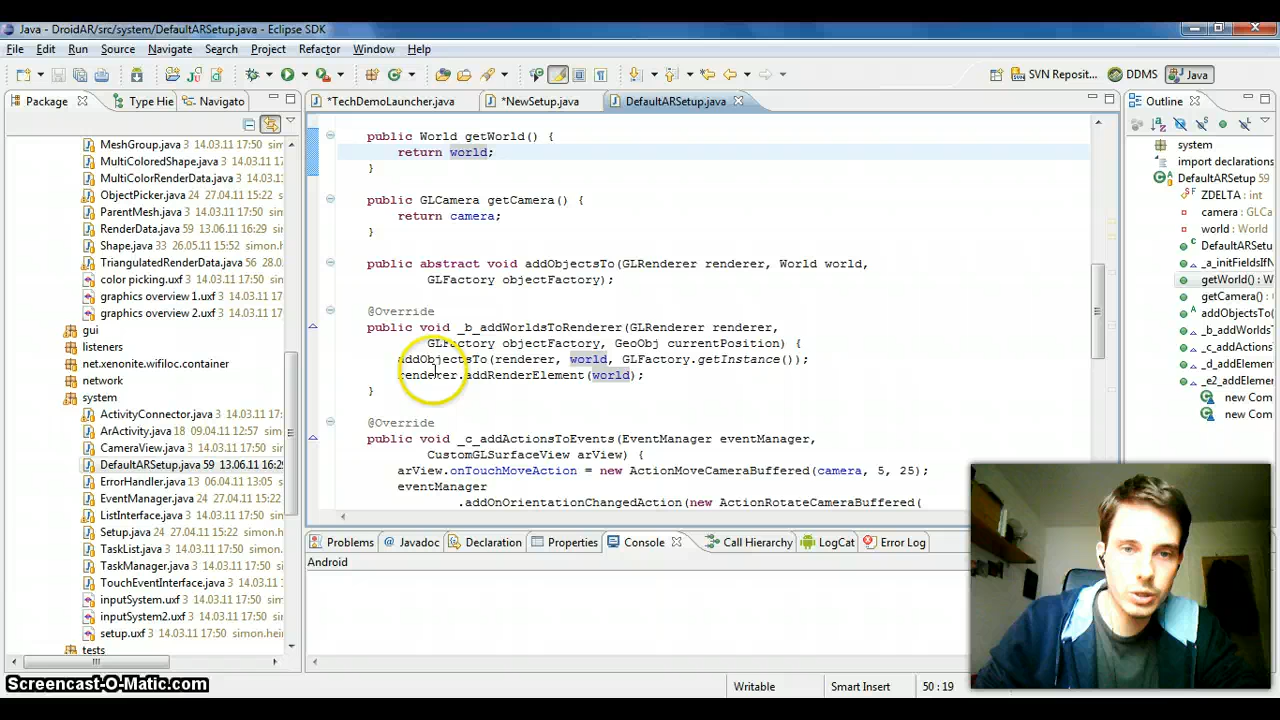 Java - DroidAR/src/system/DefaultARSetup.java - Eclipse SDK
File Edit Run Source Navigate Search Project Refactor Window Help
SVN Reposit... DDMS Java
Package Type Hie Navigator *TechDemoLauncher.java *NewSetup.java DefaultARSetup.java Outline
MeshGroup.java 3 14.03.11 17:50 sim
MultiColoredShape.java 3 14.03.11 17:50
MultiColorRenderData.java 3 14.03.11 17:50
ObjectPicker.java 24 27.04.11 15:22
ParentMesh.java 3 14.03.11 17:50
RenderData.java 59 13.06.11 16:29
Shape.java 33 26.05.11 15:52 simon.
TriangulatedRenderData.java 56 28.0
color picking.uxf 3 14.03.11 17:50
graphics overview 1.uxf 3 14.03.11
graphics overview 2.uxf 3 14.03.11
gui
listeners
net.xenonite.wifiloc.container
network
system
ActivityConnector.java 3 14.03.11 17
ArActivity.java 18 09.04.11 12:57
CameraView.java 3 14.03.11 17:50
DefaultARSetup.java 59 13.06.11 16:2
ErrorHandler.java 13 06.04.11 13:05
EventManager.java 24 27.04.11 15:22
ListInterface.java 3 14.03.11 17:50
Setup.java 24 27.04.11 15:22 simon.
TaskList.java 3 14.03.11 17:50
TaskManager.java 3 14.03.11 17:50
TouchEventInterface.java 3 14.03.11
inputSystem.uxf 3 14.03.11 17:50
inputSystem2.uxf 3 14.03.11 17:50
setup.uxf 3 14.03.11 17:50 simon.hei
tests
public World getWorld() {
return world;
}
public GLCamera getCamera() {
return camera;
}
public abstract void addObjectsTo(GLRenderer renderer, World world,
GLFactory objectFactory);
@Override
public void _b_addWorldsToRenderer(GLRenderer renderer,
GLFactory objectFactory, GeoObj currentPosition) {
addObjectsTo(renderer, world, GLFactory.getInstance());
renderer.addRenderElement(world);
}
@Override
public void _c_addActionsToEvents(EventManager eventManager,
CustomGLSurfaceView arView) {
arView.onTouchMoveAction = new ActionMoveCameraBuffered(camera, 5, 25);
eventManager
.addOnOrientationChangedAction(new ActionRotateCameraBuffered(
system
import declarations
DefaultARSetup
ZDELTA : int
camera : GLCa
world : World
DefaultARSetu
_a_initFieldsIfN
getWorld() : W
getCamera() :
addObjectsTo(
_b_addWorlds
_c_addActions
_d_addElemen
_e2_addElemer
new Com
new Com
Problems Javadoc Declaration Properties Console Call Hierarchy LogCat Error Log
Android
Writable Smart Insert 50 : 19
Screencast-O-Matic.com